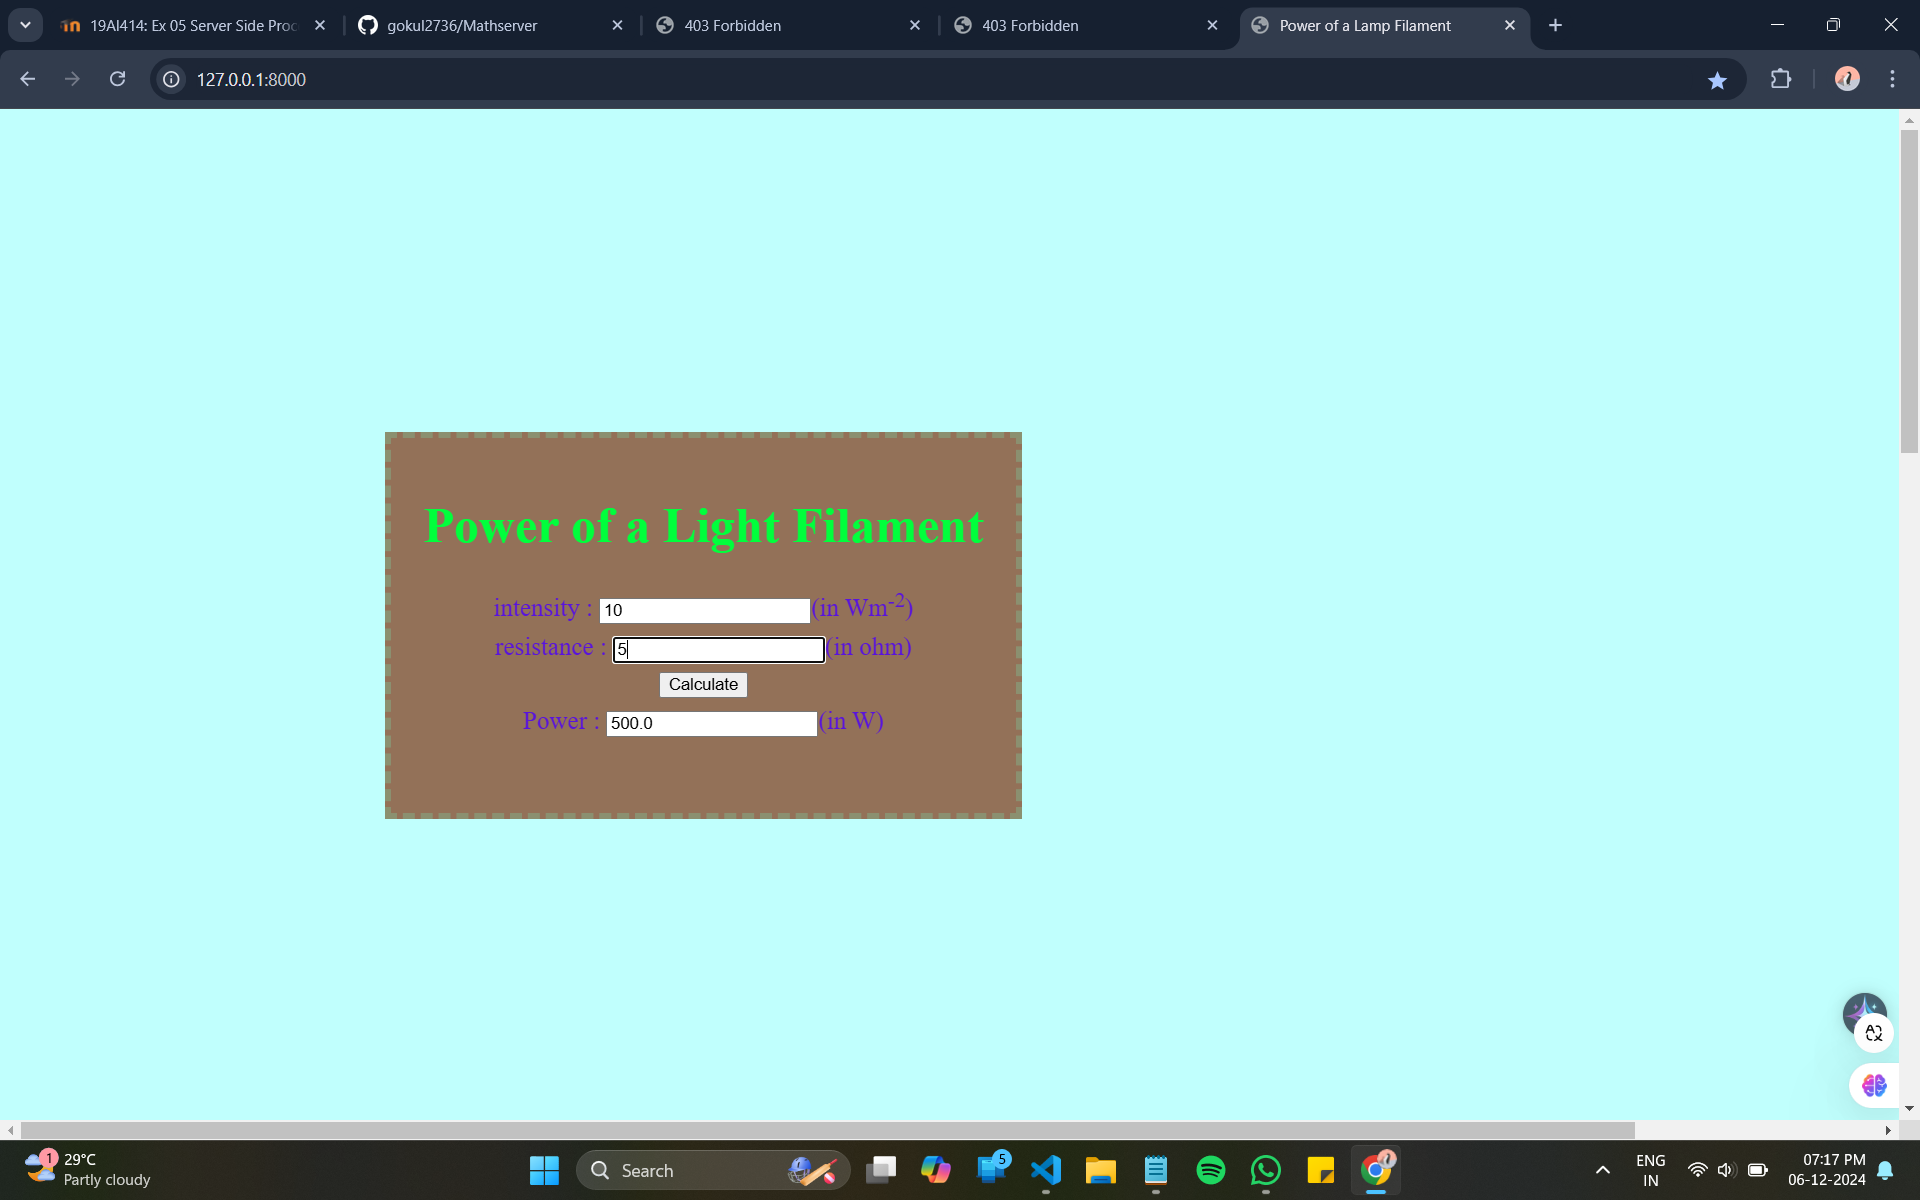 19AI414: Ex 05 Server Side Proc
gokul2736/Mathserver
403 Forbidden
403 Forbidden
Power of a Lamp Filament
127.0.0.1:8000
Power of a Light Filament
intensity : 10 (in Wm-2)
resistance : 5 (in ohm)
Calculate
Power : 500.0 (in W)
1
29°C
Partly cloudy
Search
5
ENG
IN
07:17 PM
06-12-2024